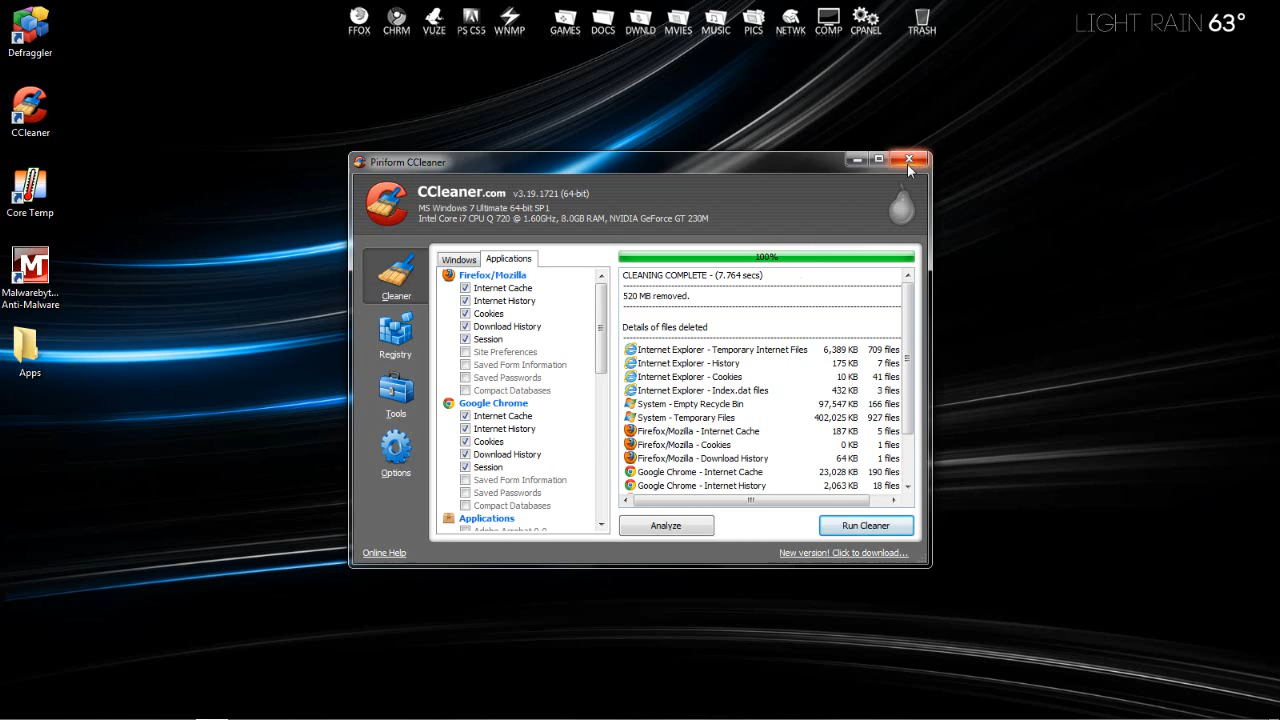 FFOX CHRM VUZE PS CS5 WNMP GAMES DOCS DWNLD MVIES MUSIC PICS NETWK COMP CPANEL TRASH
LIGHT RAIN 63°
Defraggler
CCleaner
Core Temp
Malwarebyt...
Anti-Malware
Apps
Piriform CCleaner
CCleaner.com v3.19.1721 (64-bit)
MS Windows 7 Ultimate 64-bit SP1
Intel Core i7 CPU Q 720 @ 1.60GHz, 8.0GB RAM, NVIDIA GeForce GT 230M
Cleaner
Registry
Tools
Options
Windows Applications
Firefox/Mozilla
Internet Cache
Internet History
Cookies
Download History
Session
Site Preferences
Saved Form Information
Saved Passwords
Compact Databases
Google Chrome
Internet Cache
Internet History
Cookies
Download History
Session
Saved Form Information
Saved Passwords
Compact Databases
Applications
100%
CLEANING COMPLETE - (7.764 secs)
520 MB removed.
Details of files deleted
Internet Explorer - Temporary Internet Files 6,389 KB 709 files
Internet Explorer - History 175 KB 7 files
Internet Explorer - Cookies 10 KB 41 files
Internet Explorer - Index.dat files 432 KB 3 files
System - Empty Recycle Bin 97,547 KB 166 files
System - Temporary Files 402,025 KB 927 files
Firefox/Mozilla - Internet Cache 187 KB 5 files
Firefox/Mozilla - Cookies 0 KB 1 files
Firefox/Mozilla - Download History 64 KB 1 files
Google Chrome - Internet Cache 23,028 KB 190 files
Google Chrome - Internet History 2,063 KB 18 files
Analyze
Run Cleaner
Online Help
New version! Click to download...